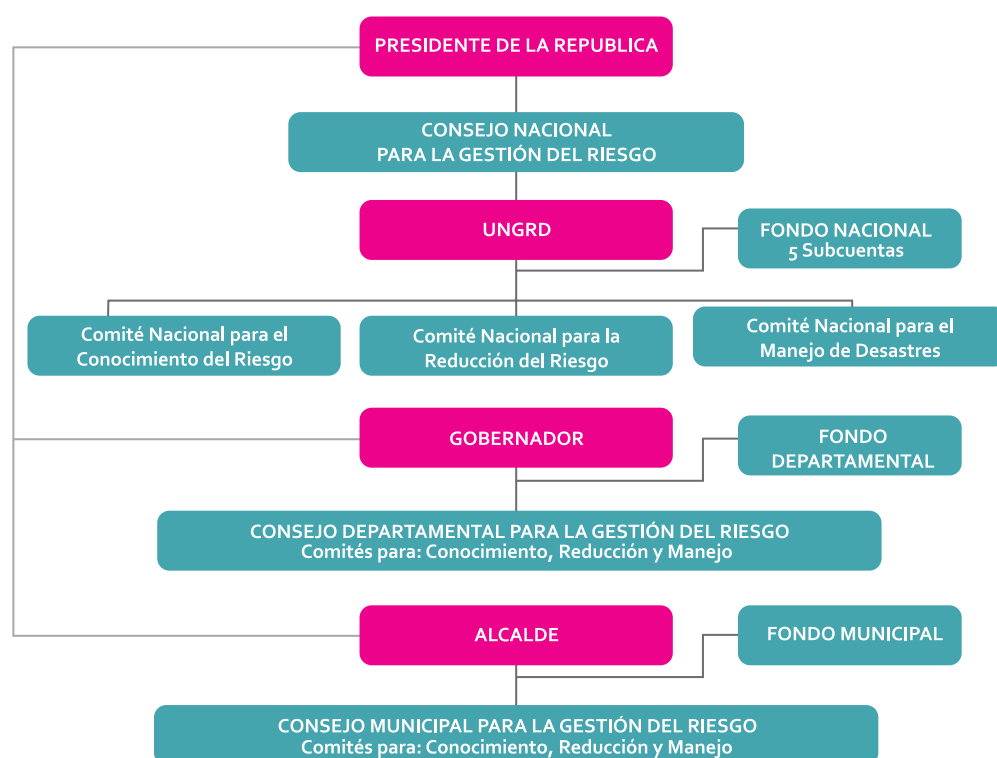 PRESIDENTE DE LA REPUBLICA
CONSEJO NACIONAL
PARA LA GESTIÓN DEL RIESGO
UNGRD
FONDO NACIONAL
5 Subcuentas
Comité Nacional para el
Conocimiento del Riesgo
Comité Nacional para la
Reducción del Riesgo
Comité Nacional para el
Manejo de Desastres
GOBERNADOR
FONDO
DEPARTAMENTAL
CONSEJO DEPARTAMENTAL PARA LA GESTIÓN DEL RIESGO
Comités para: Conocimiento, Reducción y Manejo
ALCALDE
FONDO MUNICIPAL
CONSEJO MUNICIPAL PARA LA GESTIÓN DEL RIESGO
Comités para: Conocimiento, Reducción y Manejo